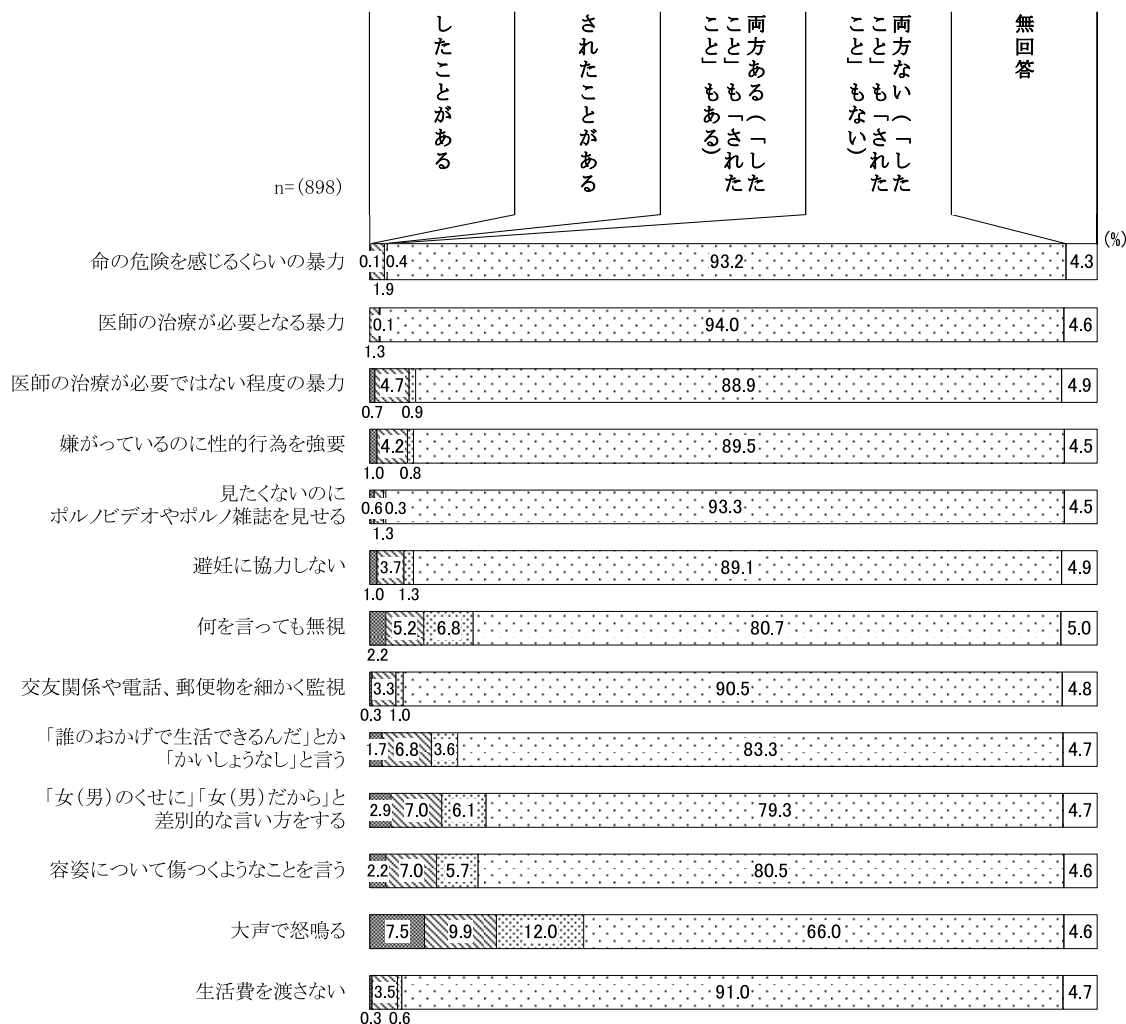 したことがある
されたことがある
両方ある（「した
こと」も「された
こと」もある）
両方ない（「した
こと」も「された
こと」もない）
無回答
n=(898)
(%)
命の危険を感じるくらいの暴力
0.1
0.4
93.2
4.3
1.9
医師の治療が必要となる暴力
0.1
94.0
4.6
1.3
医師の治療が必要ではない程度の暴力
4.7
88.9
4.9
0.7
0.9
嫌がっているのに性的行為を強要
4.2
89.5
4.5
1.0
0.8
見たくないのに
ポルノビデオやポルノ雑誌を見せる
0.6
0.3
93.3
4.5
1.3
避妊に協力しない
3.7
89.1
4.9
1.0
1.3
何を言っても無視
5.2
6.8
80.7
5.0
2.2
交友関係や電話、郵便物を細かく監視
3.3
90.5
4.8
0.3
1.0
「誰のおかげで生活できるんだ」とか
「かいしょうなし」と言う
1.7
6.8
3.6
83.3
4.7
「女（男）のくせに」「女（男）だから」と
差別的な言い方をする
2.9
7.0
6.1
79.3
4.7
容姿について傷つくようなことを言う
2.2
7.0
5.7
80.5
4.6
大声で怒鳴る
7.5
9.9
12.0
66.0
4.6
生活費を渡さない
3.5
91.0
4.7
0.3
0.6